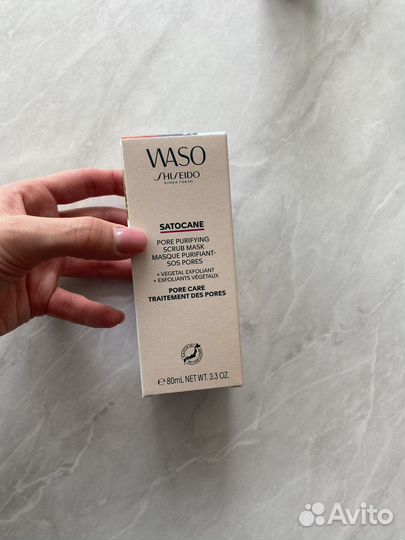 WASO
SHISEIDO
GINZA TOKYO
SATOCANE
PORE PURIFYING
SCRUB MASK
MASQUE PURIFIANT-
SOS PORES
+ VEGETAL EXFOLIANT
+ EXFOLIANTS VÉGÉTAUX
PORE CARE
TRAITEMENT DES PORES
℮ 80mL NET WT. 3.3 OZ.
Avito